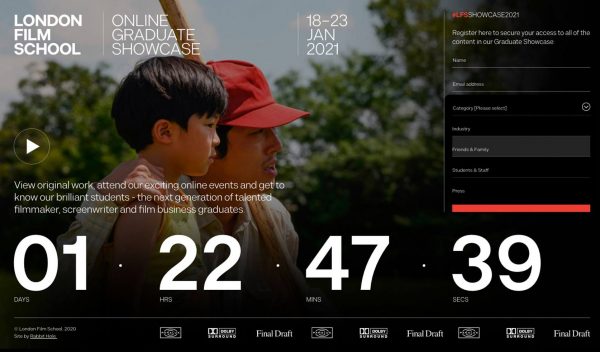 LONDON
FILM
SCHOOL
ONLINE
GRADUATE
SHOWCASE
18–23
JAN
2021
#LFSSHOWCASE2021
Register here to secure your access to all of the
content in our Graduate Showcase:
Name
Email address
Category [Please select]
Industry
Friends & Family
Students & Staff
Press
View original work, attend our exciting online events and get to
know our brilliant students - the next generation of talented
filmmaker, screenwriter and film business graduates.
01 · 22 · 47 · 39
DAYS HRS MINS SECS
© London Film School. 2020
Site by Rabbit Hole.
DOLBY SURROUND Final Draft DOLBY SURROUND Final Draft DOLBY SURROUND Final Draft